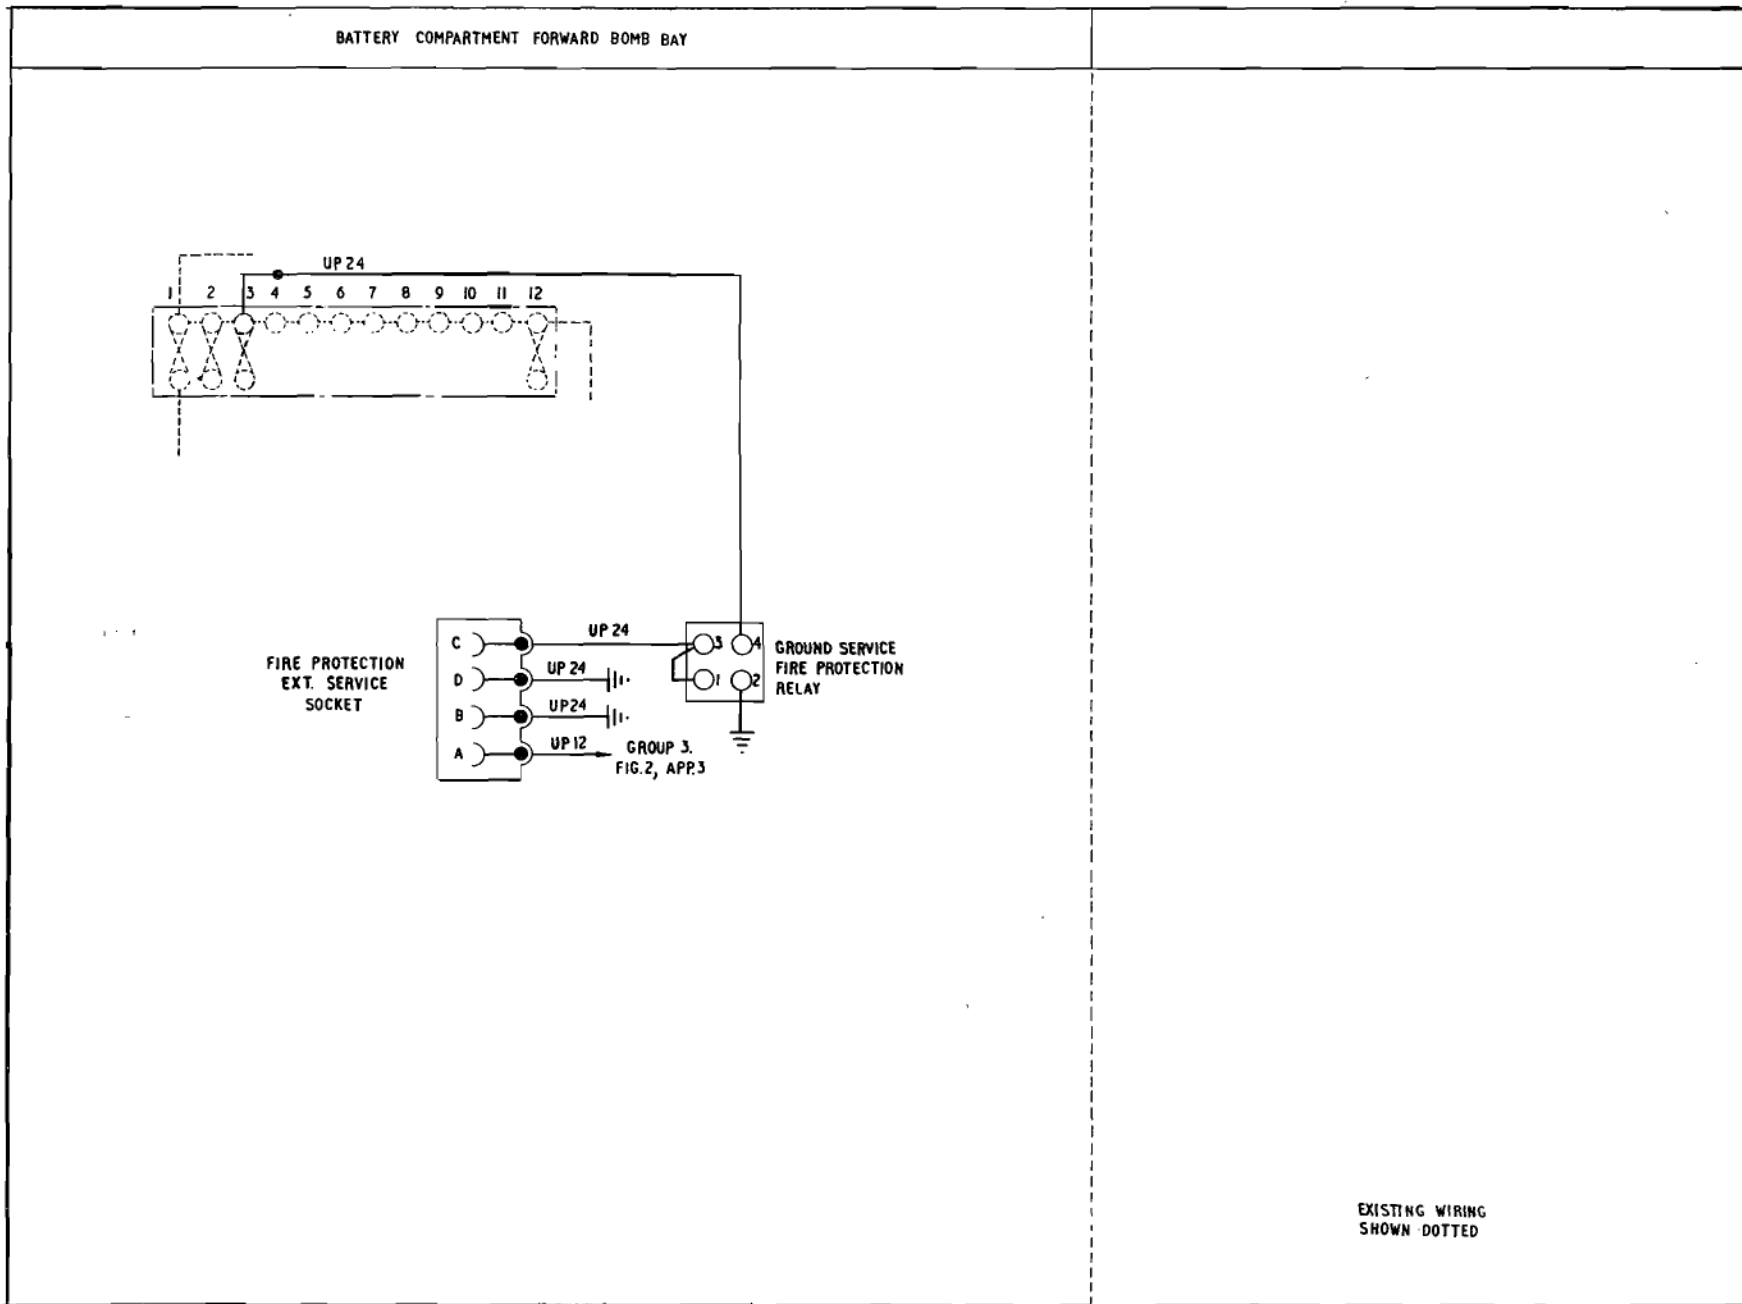 BATTERY COMPARTMENT FORWARD BOMB BAY
UP 24
1 2 3 4 5 6 7 8 9 10 11 12
FIRE PROTECTION
EXT. SERVICE
SOCKET
C
D
B
A
UP 24
UP 24
UP24
UP 12
GROUP 3.
FIG.2, APP.3
3 4
1 2
GROUND SERVICE
FIRE PROTECTION
RELAY
EXISTING WIRING
SHOWN DOTTED